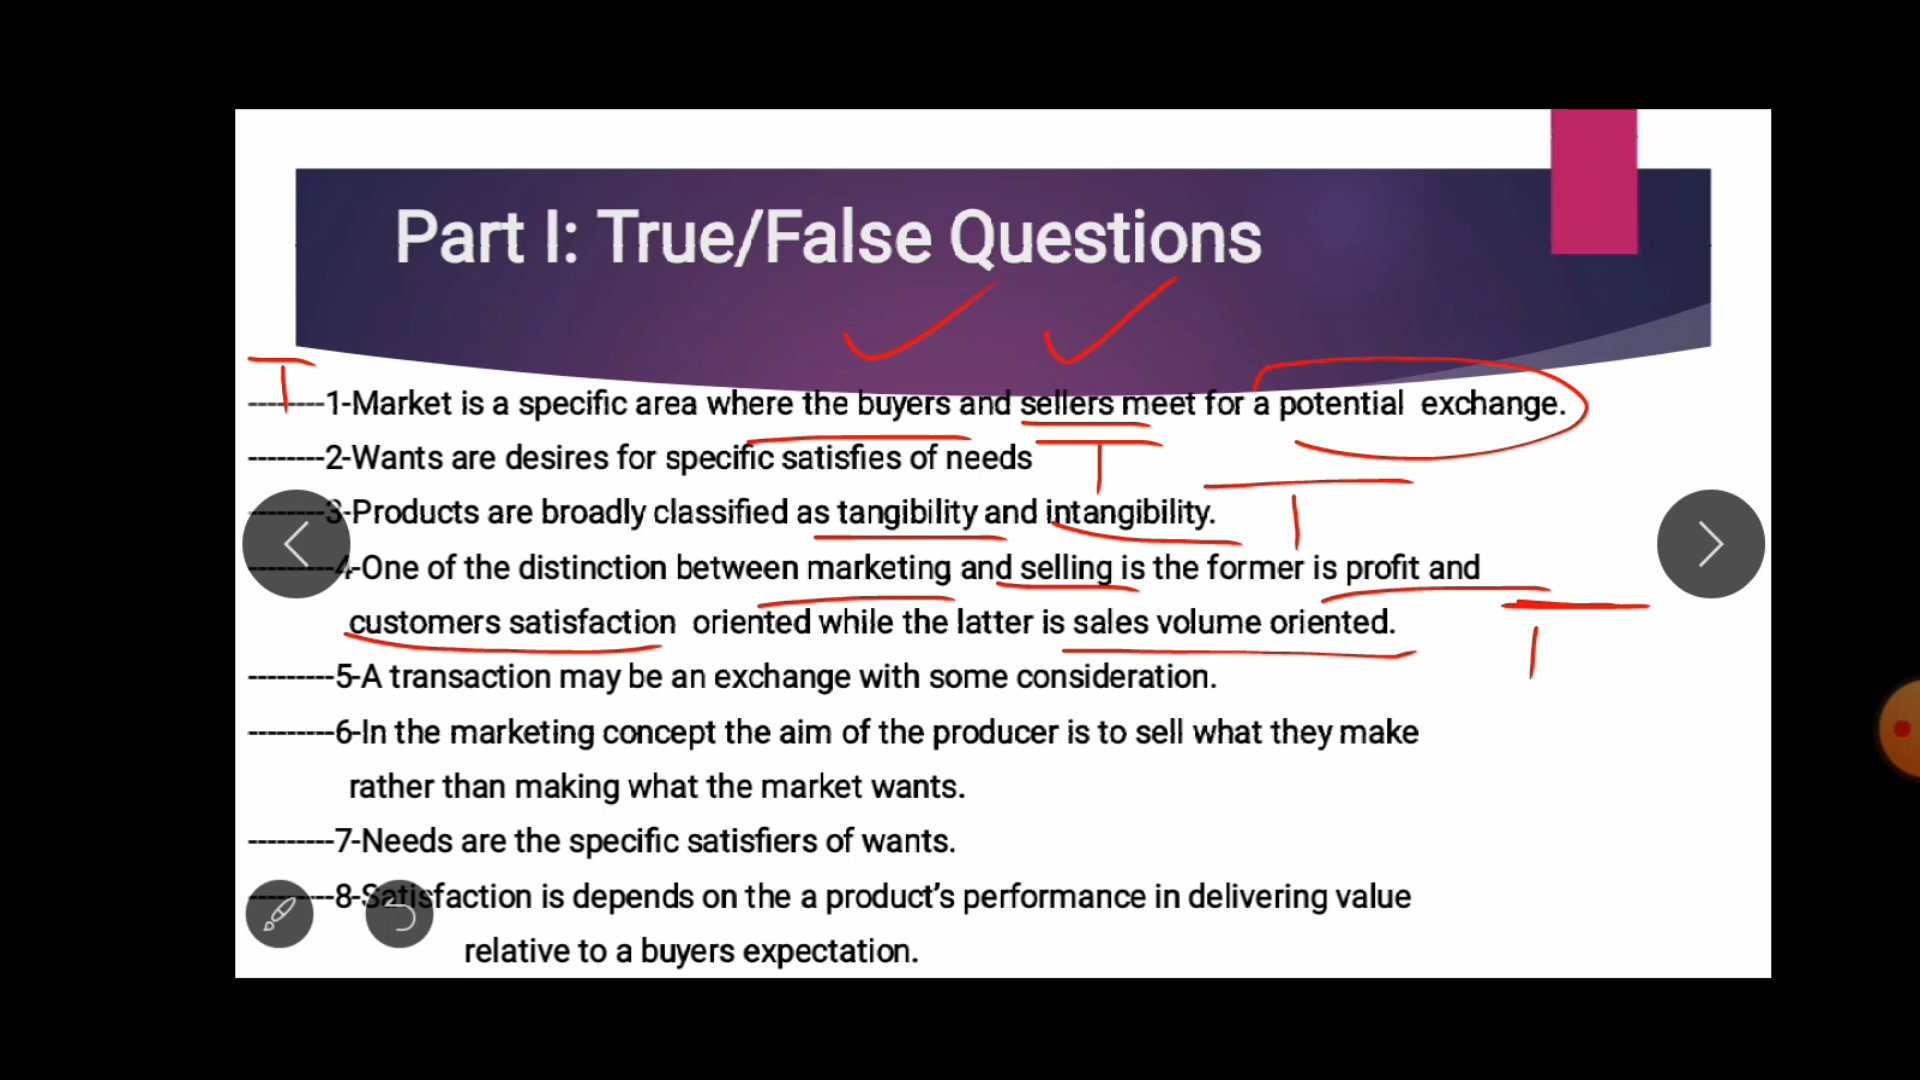 Part I: True/False Questions
T
---------1-Market is a specific area where the buyers and sellers meet for a potential exchange.
---------2-Wants are desires for specific satisfies of needs T
---------3-Products are broadly classified as tangibility and intangibility. T
---------4-One of the distinction between marketing and selling is the former is profit and
customers satisfaction oriented while the latter is sales volume oriented. T
---------5-A transaction may be an exchange with some consideration.
---------6-In the marketing concept the aim of the producer is to sell what they make
rather than making what the market wants.
---------7-Needs are the specific satisfiers of wants.
---------8-Satisfaction is depends on the a product's performance in delivering value
relative to a buyers expectation.